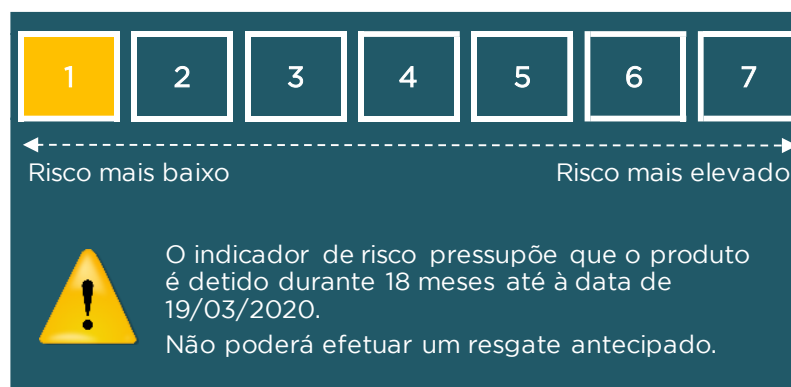 1 2 3 4 5 6 7
Risco mais baixo Risco mais elevado
O indicador de risco pressupõe que o produto
é detido durante 18 meses até à data de
19/03/2020.
Não poderá efetuar um resgate antecipado.